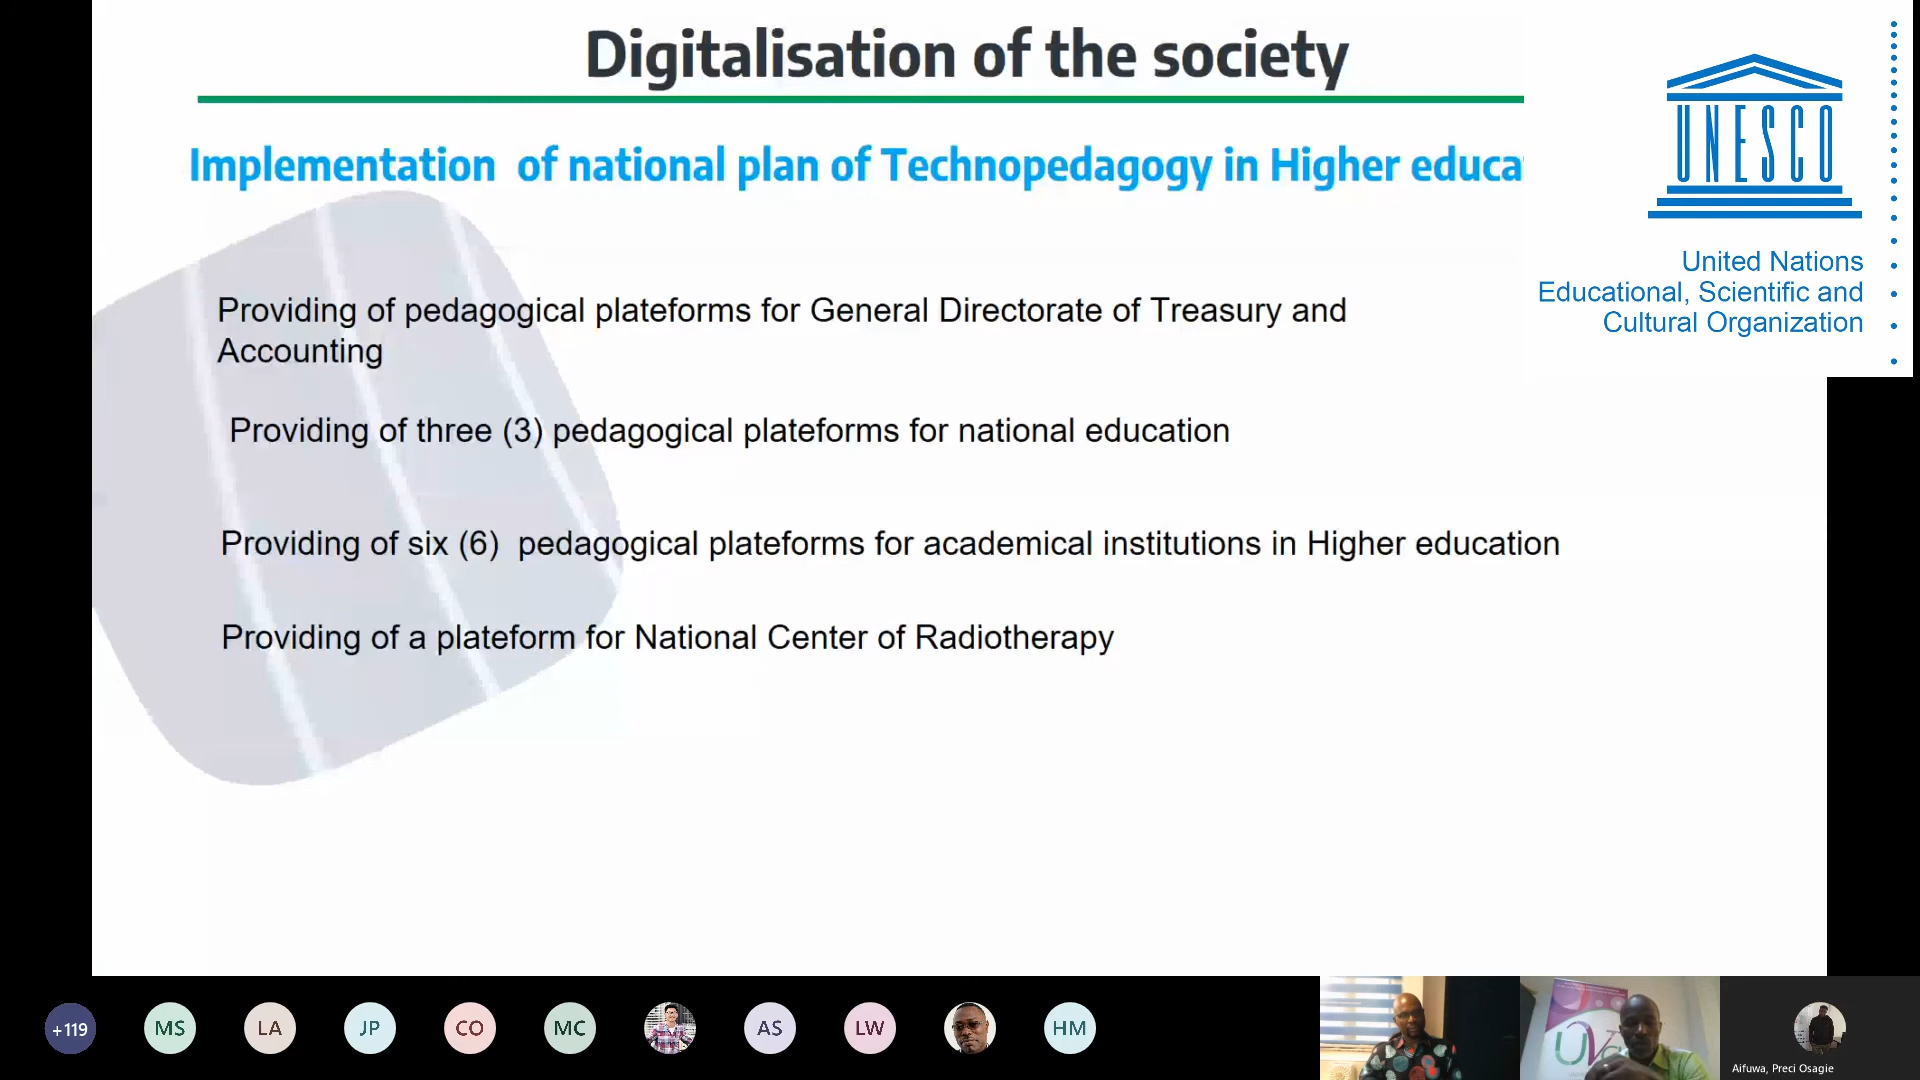 Digitalisation of the society
Implementation of national plan of Technopedagogy in Higher educa
UNESCO
United Nations
Educational, Scientific and
Cultural Organization
Providing of pedagogical plateforms for General Directorate of Treasury and
Accounting
Providing of three (3) pedagogical plateforms for national education
Providing of six (6) pedagogical plateforms for academical institutions in Higher education
Providing of a plateform for National Center of Radiotherapy
+119
MS
LA
JP
CO
MC
AS
LW
HM
Aifuwa, Preci Osagie